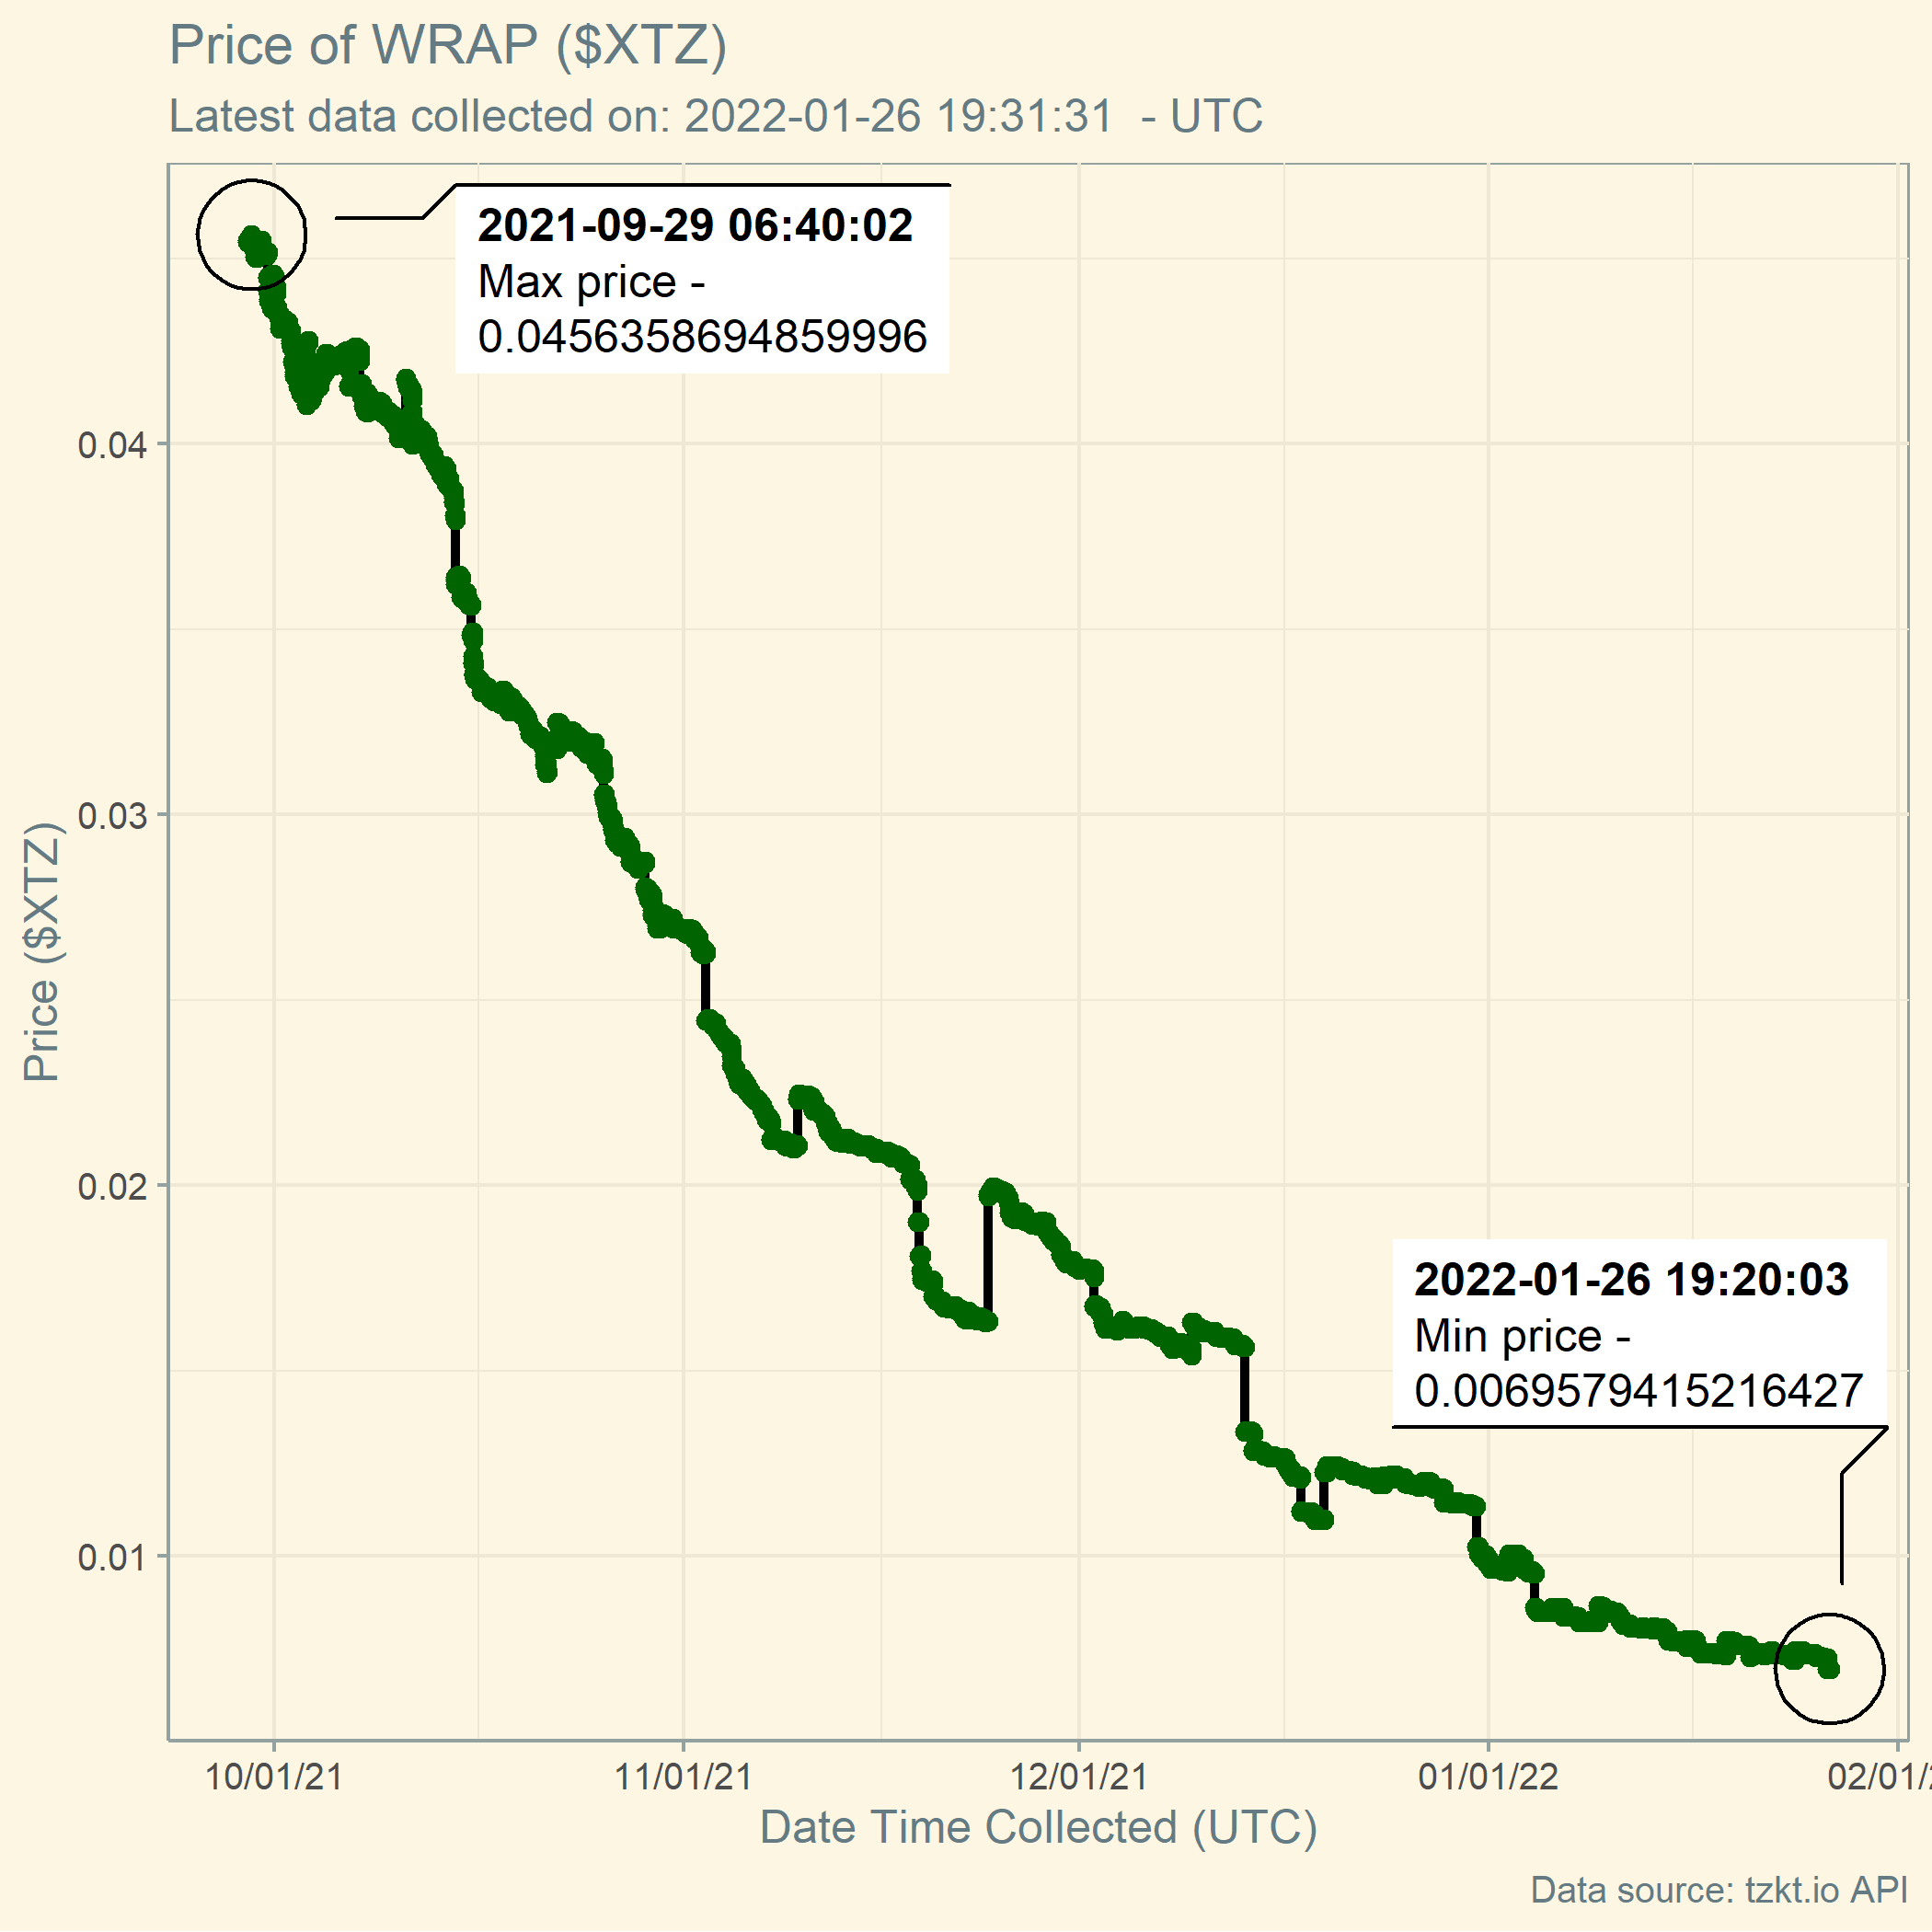 Price of WRAP ($XTZ)
Latest data collected on: 2022-01-26 19:31:31  - UTC
2021-09-29 06:40:02
Max price -
0.0456358694859996
0.04
0.03
0.02
0.01
Price ($XTZ)
2022-01-26 19:20:03
Min price -
0.00695794152164​27
10/01/21 11/01/21 12/01/21 01/01/22 02/01/2
Date Time Collected (UTC)
Data source: tzkt.io API